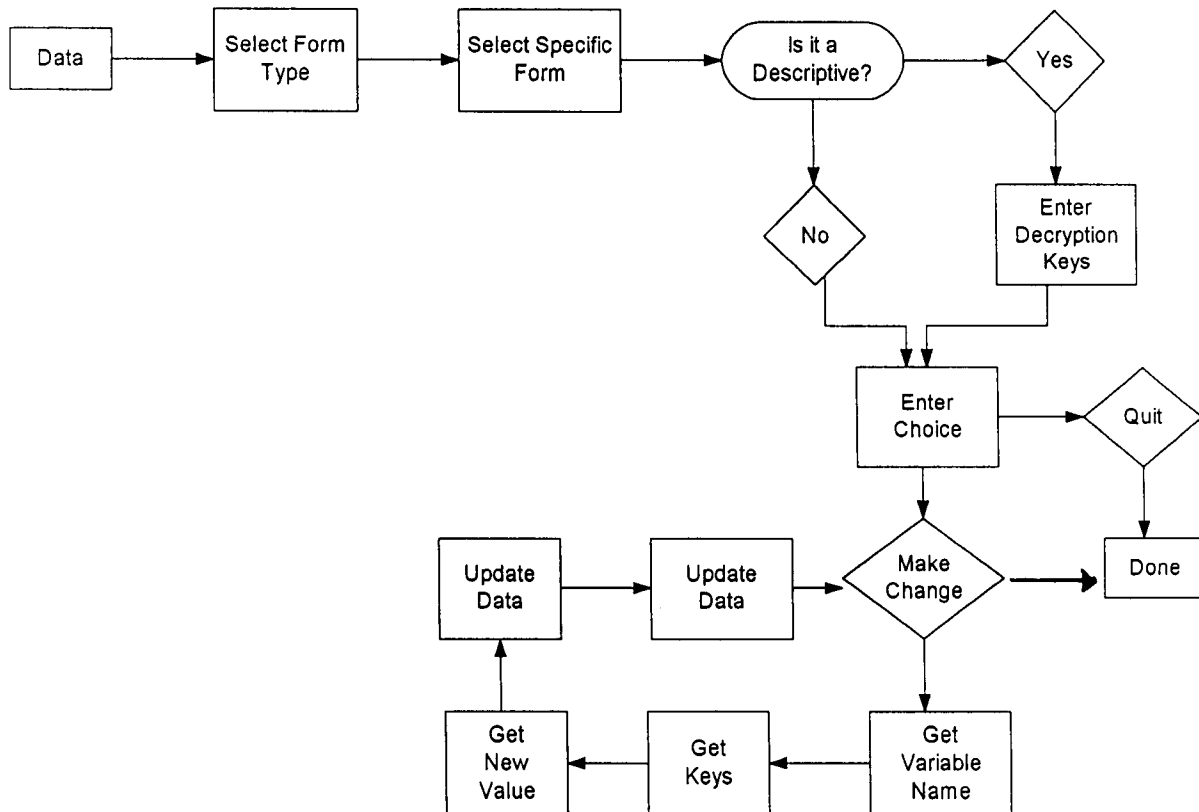 Data
Select Form
Type
Select Specific
Form
Is it a
Descriptive?
Yes
No
Enter
Decryption
Keys
Enter
Choice
Quit
Update
Data
Update
Data
Make
Change
Done
Get
New
Value
Get
Keys
Get
Variable
Name